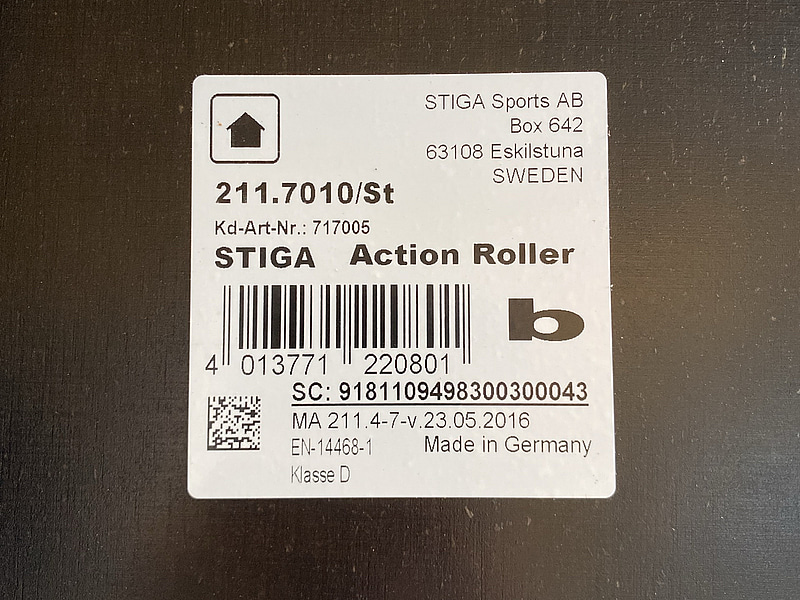 STIGA Sports AB
Box 642
63108 Eskilstuna
SWEDEN
211.7010/St
Kd-Art-Nr.: 717005
STIGA Action Roller
b
4 013771 220801
SC: 9181109498300300043
MA 211.4-7-v.23.05.2016
EN-14468-1 Made in Germany
Klasse D